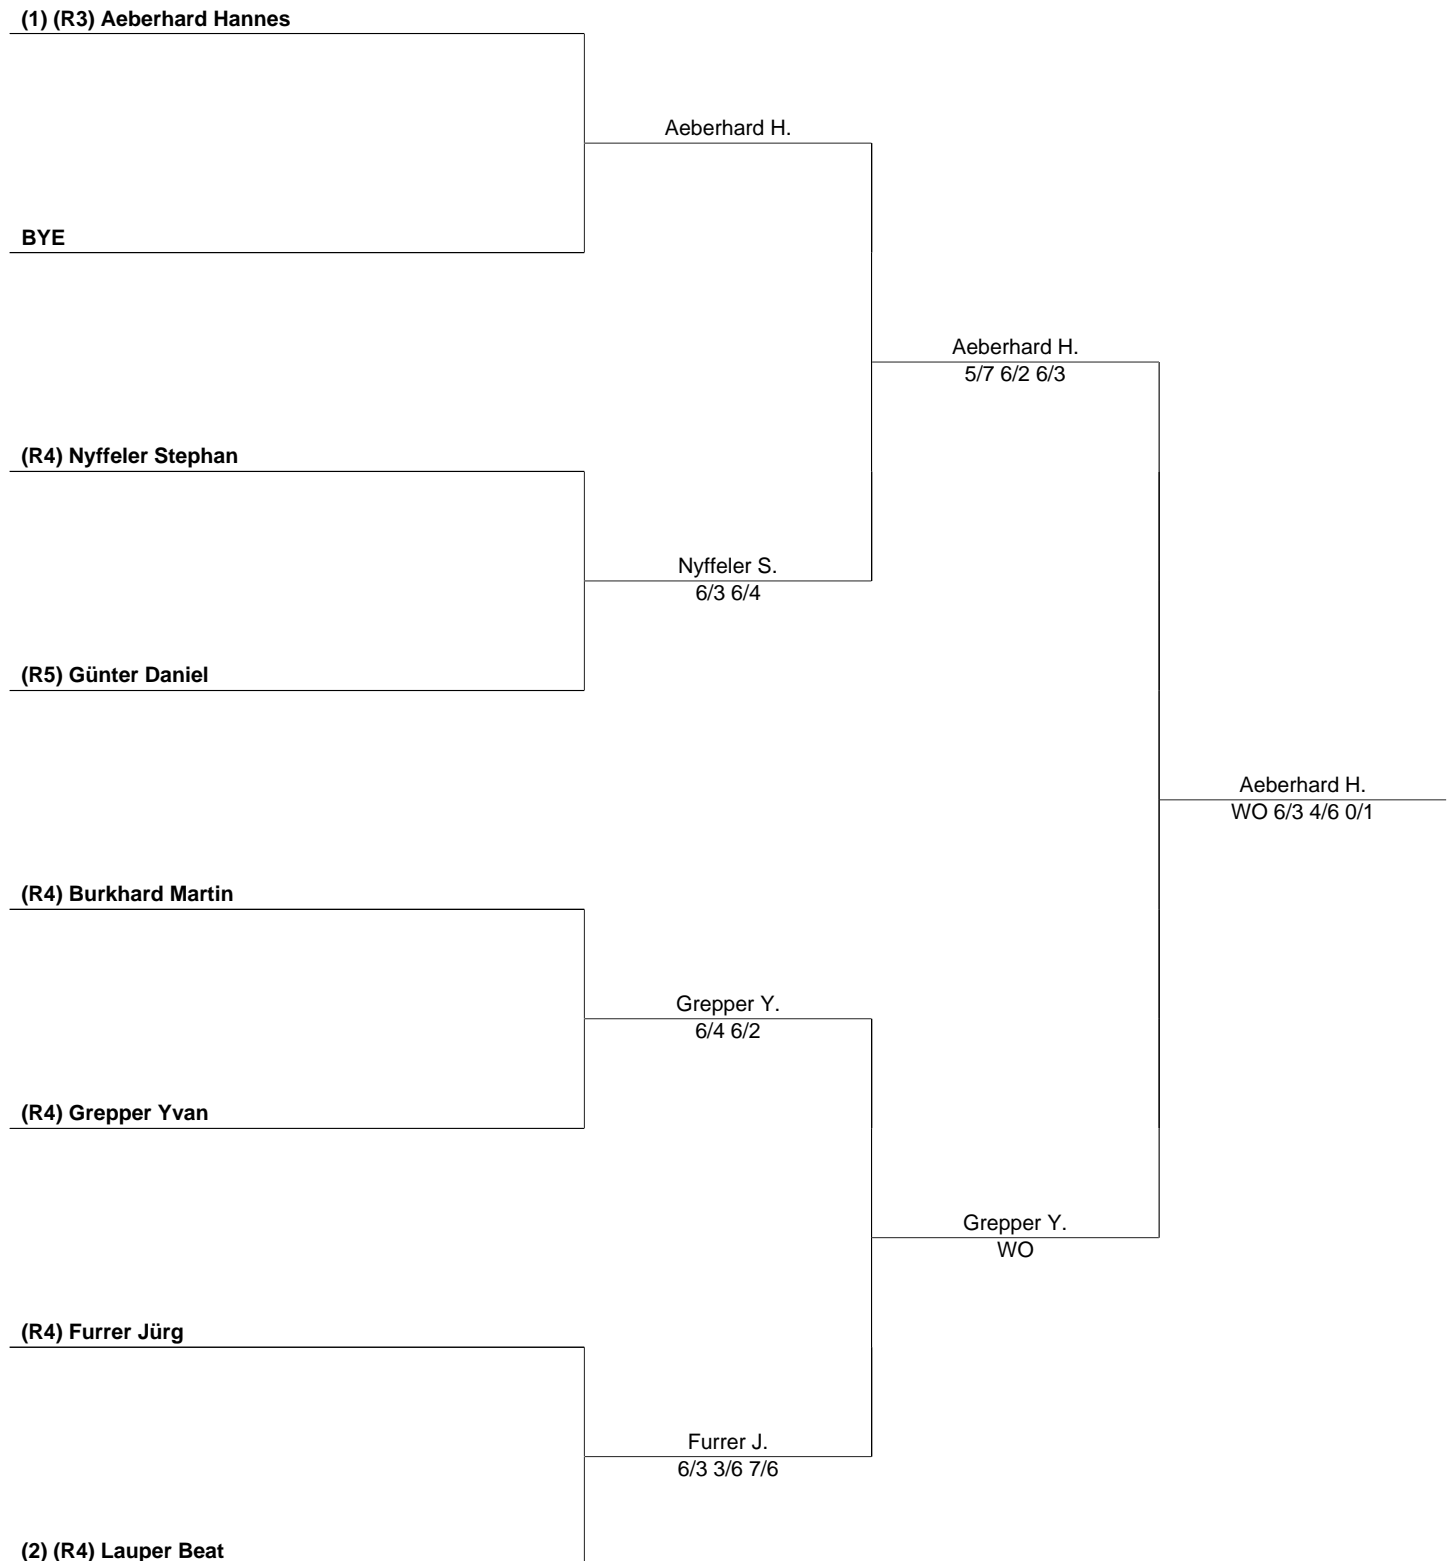 (1) (R3) Aeberhard Hannes
Aeberhard H.
BYE
Aeberhard H.
5/7 6/2 6/3
(R4) Nyffeler Stephan
Nyffeler S.
6/3 6/4
(R5) Günter Daniel
Aeberhard H.
WO 6/3 4/6 0/1
(R4) Burkhard Martin
Grepper Y.
6/4 6/2
(R4) Grepper Yvan
Grepper Y.
WO
(R4) Furrer Jürg
Furrer J.
6/3 3/6 7/6
(2) (R4) Lauper Beat